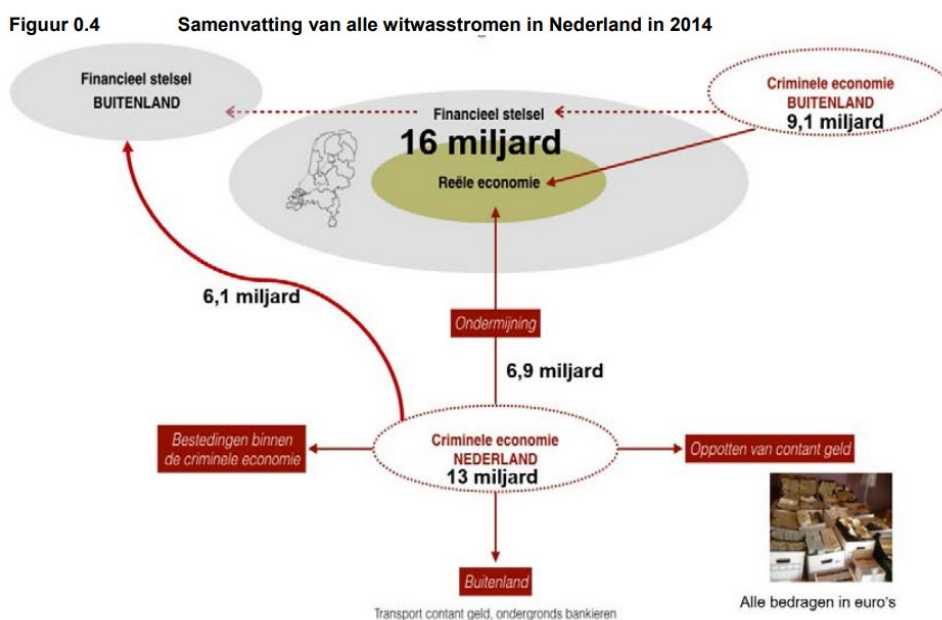 Figuur 0.4 Samenvatting van alle witwasstromen in Nederland in 2014
Financieel stelsel
BUITENLAND
Criminele economie
BUITENLAND
9,1 miljard
Financieel stelsel
16 miljard
Reële economie
6,1 miljard
Ondermijning
6,9 miljard
Bestedingen binnen
de criminele economie
Criminele economie
NEDERLAND
13 miljard
Oppotten van contant geld
Buitenland
Transport contant geld, ondergronds bankieren
Alle bedragen in euro's